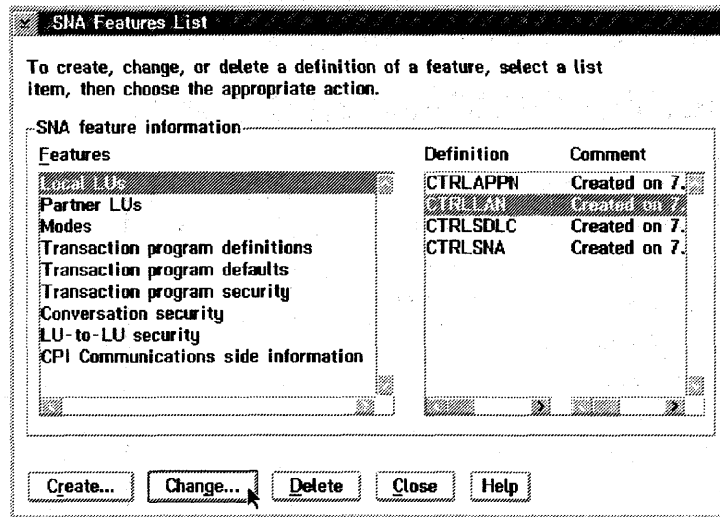 SNA Features List
To create, change, or delete a definition of a feature, select a list
item, then choose the appropriate action.
SNA feature information
Features
Definition Comment
Local LUs
Partner LUs
Modes
Transaction program definitions
Transaction program defaults
Transaction program security
Conversation security
LU-to-LU security
CPI Communications side information
CTRLAPPN Created on 7.
CTRLLAN Created on 7.
CTRLSDLC Created on 7.
CTRLSNA Created on 7.
Create... Change... Delete Close Help